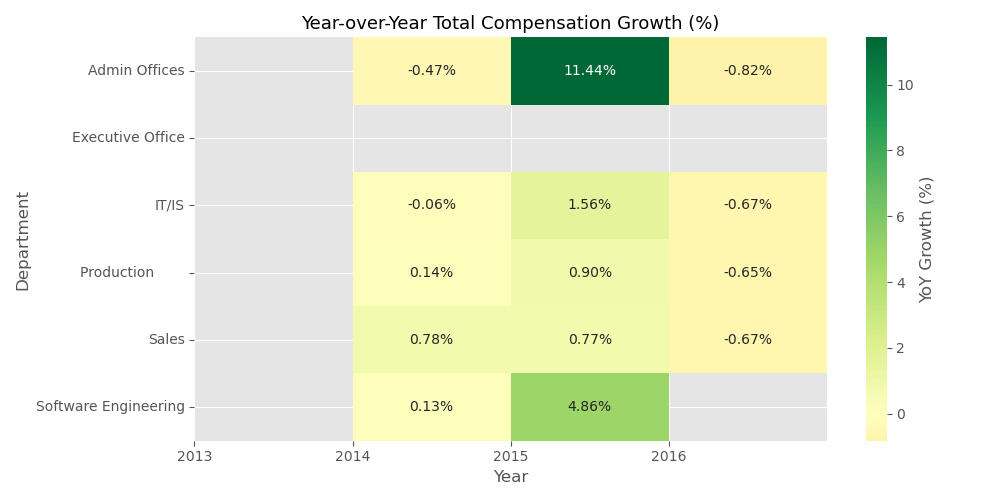 Year-over-Year Total Compensation Growth (%)
Admin Offices -0.47% 11.44% -0.82%
Executive Office
IT/IS -0.06% 1.56% -0.67%
Production 0.14% 0.90% -0.65%
Sales 0.78% 0.77% -0.67%
Software Engineering 0.13% 4.86%
2013 2014 2015 2016
Year
Department
10
8
6
4
2
0
YoY Growth (%)